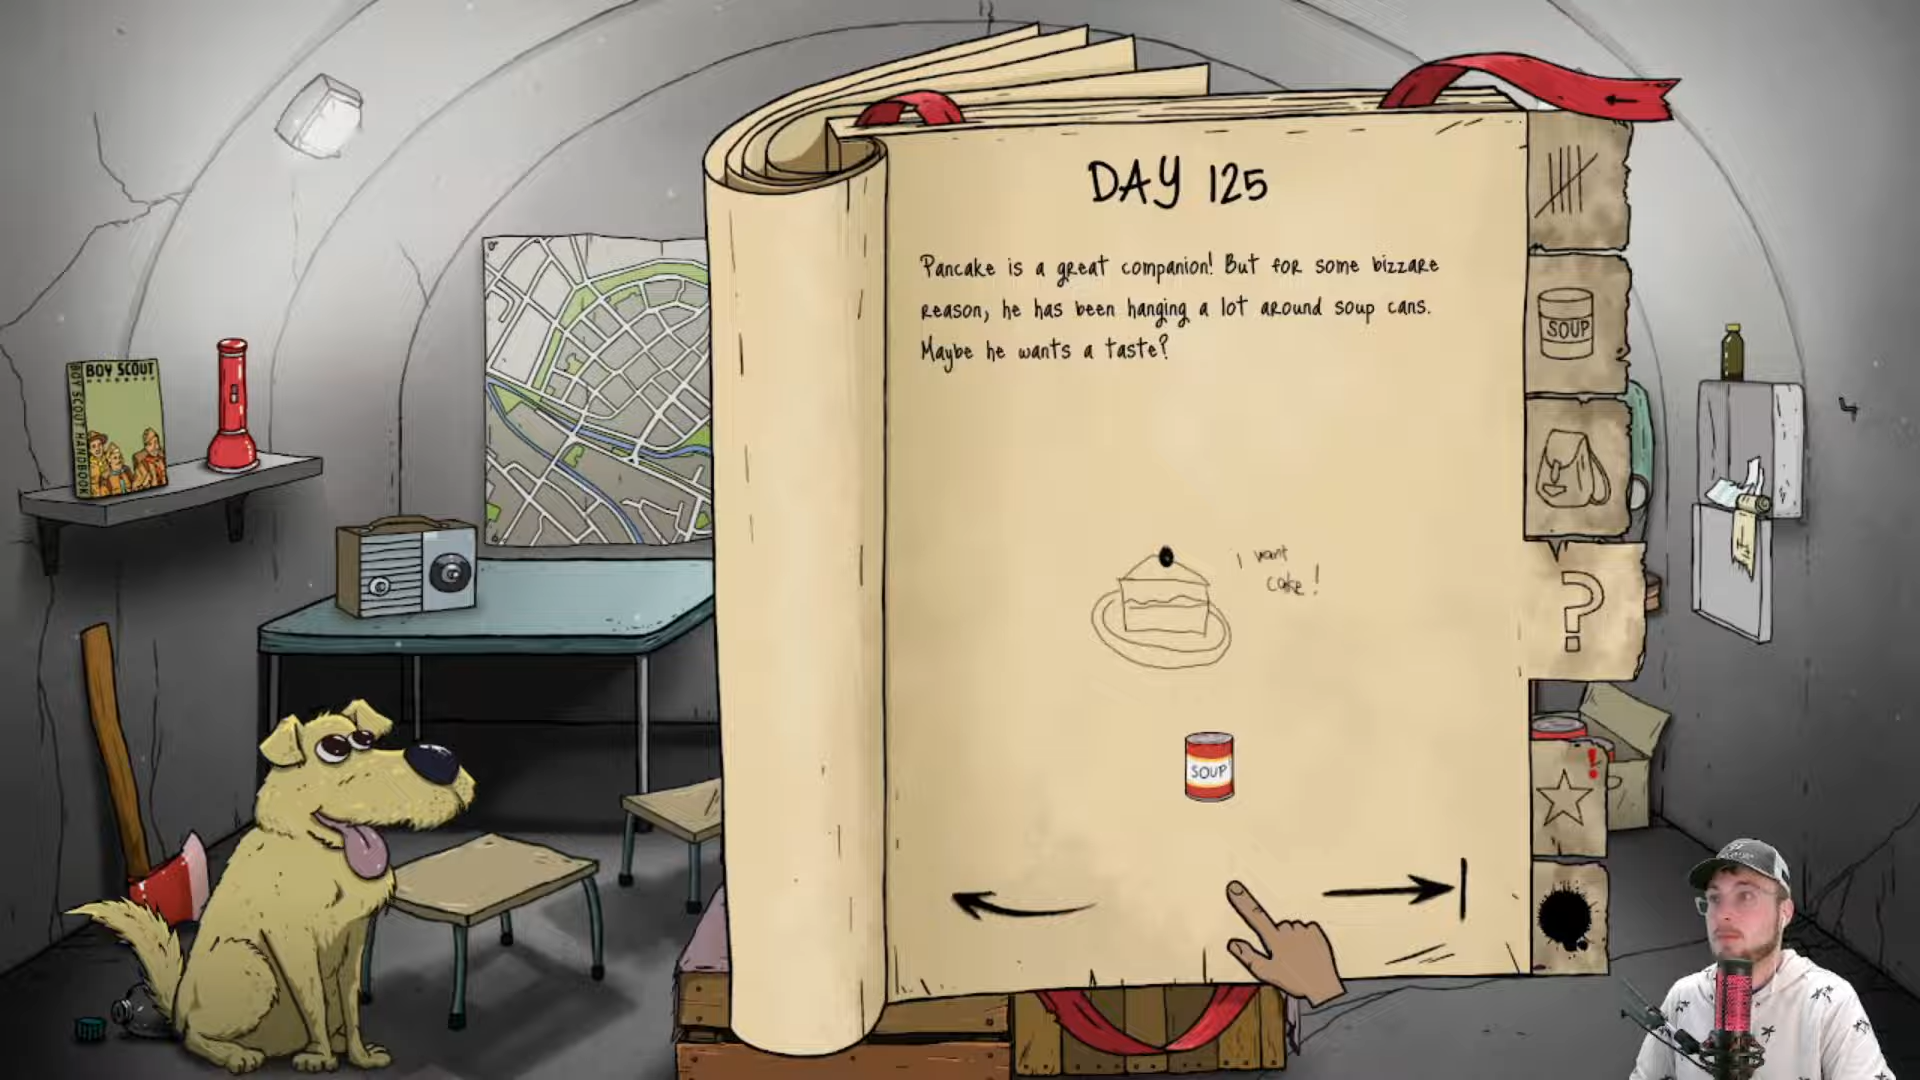 DAY 125
Pancake is a great companion! But for some bizzare
reason, he has been hanging a lot around soup cans.
Maybe he wants a taste?
i want
cake!
SOUP
SOUP
?
!
BOY SCOUT
BOY SCOUT HANDBOOK